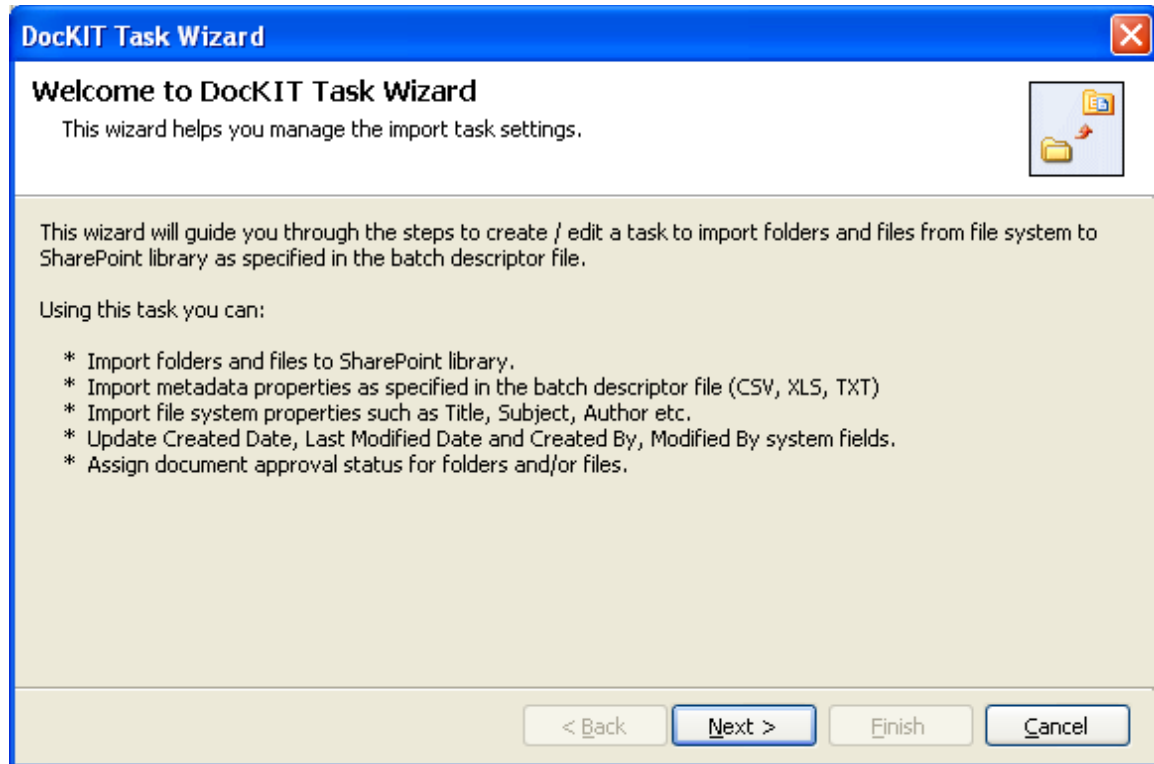 DocKIT Task Wizard
Welcome to DocKIT Task Wizard
This wizard helps you manage the import task settings.
This wizard will guide you through the steps to create / edit a task to import folders and files from file system to
SharePoint library as specified in the batch descriptor file.
Using this task you can:
* Import folders and files to SharePoint library.
* Import metadata properties as specified in the batch descriptor file (CSV, XLS, TXT)
* Import file system properties such as Title, Subject, Author etc.
* Update Created Date, Last Modified Date and Created By, Modified By system fields.
* Assign document approval status for folders and/or files.
< Back Next > Finish Cancel